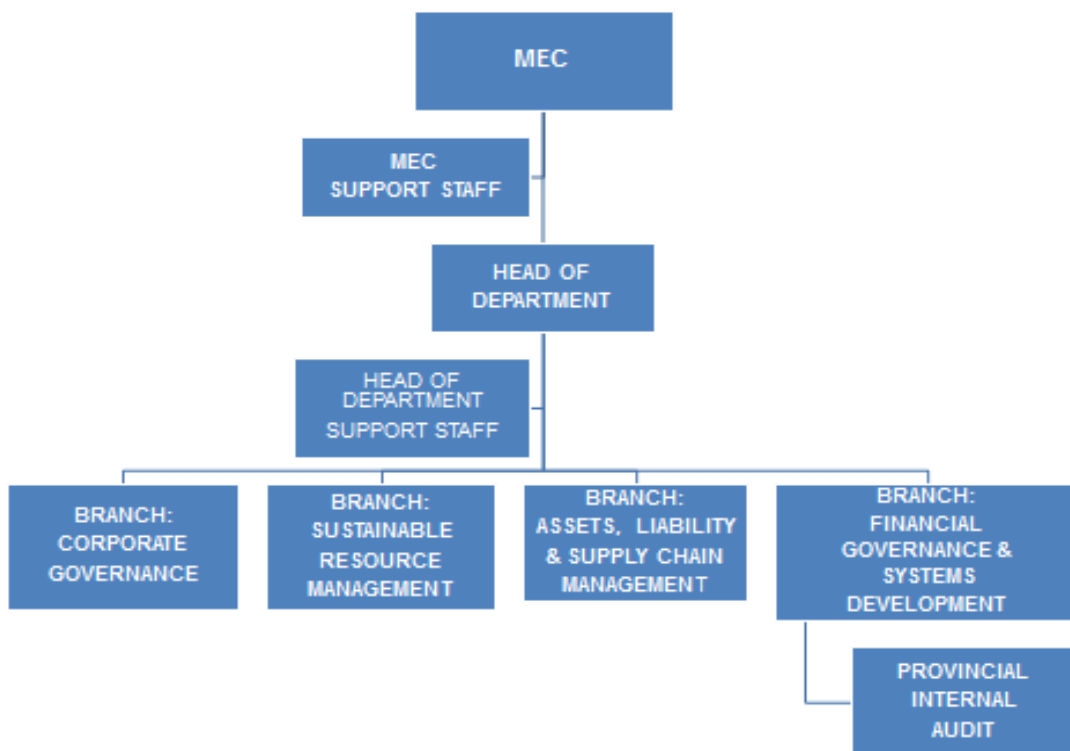 MEC
MEC
SUPPORT STAFF
HEAD OF
DEPARTMENT
HEAD OF
DEPARTMENT
SUPPORT STAFF
BRANCH:
CORPORATE
GOVERNANCE
BRANCH:
SUSTAINABLE
RESOURCE
MANAGEMENT
BRANCH:
ASSETS, LIABILITY
& SUPPLY CHAIN
MANAGEMENT
BRANCH:
FINANCIAL
GOVERNANCE &
SYSTEMS
DEVELOPMENT
PROVINCIAL
INTERNAL
AUDIT